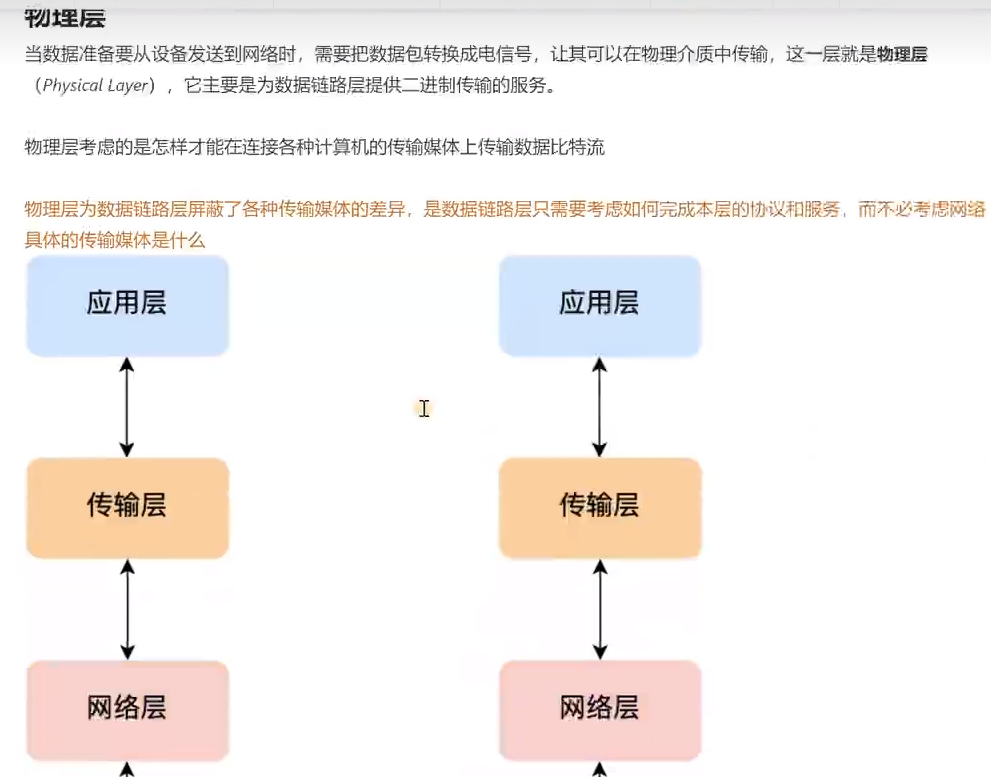 物理层
当数据准备要从设备发送到网络时，需要把数据包转换成电信号，让其可以在物理介质中传输，这一层就是物理层
（Physical Layer），它主要是为数据链路层提供二进制传输的服务。
物理层考虑的是怎样才能在连接各种计算机的传输媒体上传输数据比特流
物理层为数据链路层屏蔽了各种传输媒体的差异，是数据链路层只需要考虑如何完成本层的协议和服务，而不必考虑网络
具体的传输媒体是什么
应用层 应用层
传输层 传输层
网络层 网络层